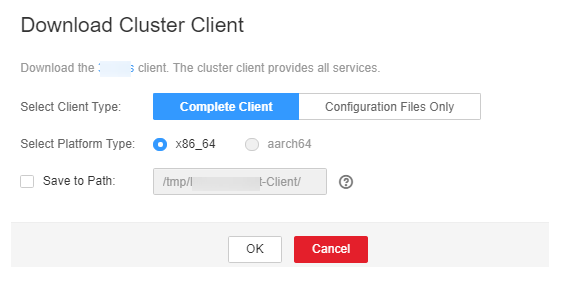 Download Cluster Client
Download the client. The cluster client provides all services.
Select Client Type: Complete Client Configuration Files Only
Select Platform Type: x86_64 aarch64
Save to Path: /tmp/ t-Client/ ?
OK Cancel